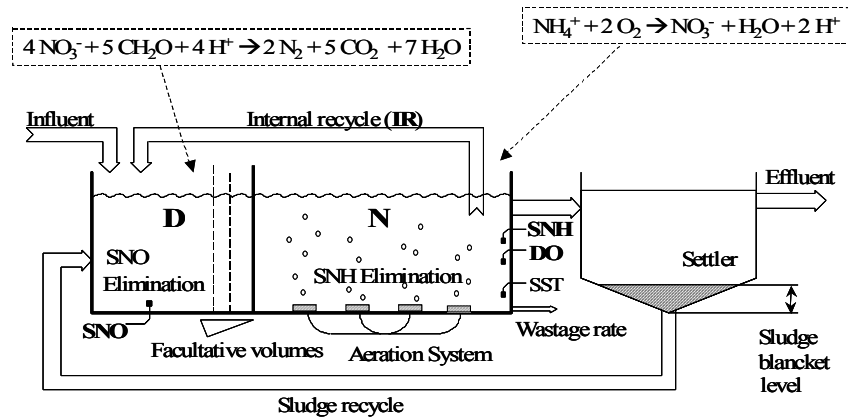 4 NO3- + 5 CH2O + 4 H+ → 2 N2 + 5 CO2 + 7 H2O
NH4+ + 2 O2 → NO3- + H2O + 2 H+
Influent
Internal recycle (IR)
Effluent
D
N
SNH
DO
SST
SNO
Elimination
SNH Elimination
Settler
SNO
Facultative volumes
Aeration System
Wastage rate
Sludge
blancket
level
Sludge recycle